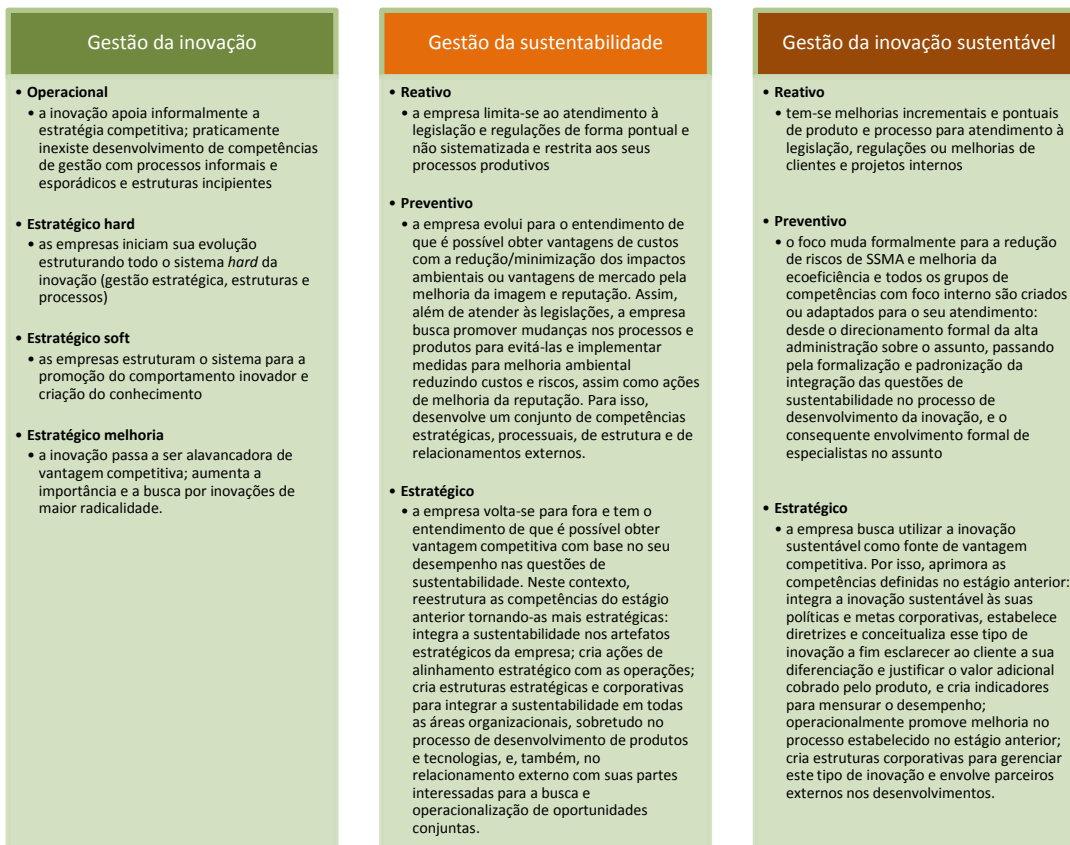 Gestão da inovação
• Operacional
• a inovação apoia informalmente a
estratégia competitiva; praticamente
inexiste desenvolvimento de competências
de gestão com processos informais e
esporádicos e estruturas incipientes
• Estratégico hard
• as empresas iniciam sua evolução
estruturando todo o sistema hard da
inovação (gestão estratégica, estruturas e
processos)
• Estratégico soft
• as empresas estruturam o sistema para a
promoção do comportamento inovador e
criação do conhecimento
• Estratégico melhoria
• a inovação passa a ser alavancadora de
vantagem competitiva; aumenta a
importância e a busca por inovações de
maior radicalidade.
Gestão da sustentabilidade
• Reativo
• a empresa limita-se ao atendimento à
legislação e regulações de forma pontual e
não sistematizada e restrita aos seus
processos produtivos
• Preventivo
• a empresa evolui para o entendimento de
que é possível obter vantagens de custos
com a redução/minimização dos impactos
ambientais ou vantagens de mercado pela
melhoria da imagem e reputação. Assim,
além de atender às legislações, a empresa
busca promover mudanças nos processos e
produtos para evitá-las e implementar
medidas para melhoria ambiental
reduzindo custos e riscos, assim como ações
de melhoria da reputação. Para isso,
desenvolve um conjunto de competências
estratégicas, processuais, de estrutura e de
relacionamentos externos.
• Estratégico
• a empresa volta-se para fora e tem o
entendimento de que é possível obter
vantagem competitiva com base no seu
desempenho nas questões de
sustentabilidade. Neste contexto,
reestrutura as competências do estágio
anterior tornando-as mais estratégicas:
integra a sustentabilidade nos artefatos
estratégicos da empresa; cria ações de
alinhamento estratégico com as operações;
cria estruturas estratégicas e corporativas
para integrar a sustentabilidade em todas
as áreas organizacionais, sobretudo no
processo de desenvolvimento de produtos
e tecnologias, e, também, no
relacionamento externo com suas partes
interessadas para a busca e
operacionalização de oportunidades
conjuntas.
Gestão da inovação sustentável
• Reativo
• tem-se melhorias incrementais e pontuais
de produto e processo para atendimento à
legislação, regulações ou melhorias de
clientes e projetos internos
• Preventivo
• o foco muda formalmente para a redução
de riscos de SSMA e melhoria da
ecoeficiência e todos os grupos de
competências com foco interno são criados
ou adaptados para o seu atendimento:
desde o direcionamento formal da alta
administração sobre o assunto, passando
pela formalização e padronização da
integração das questões de
sustentabilidade no processo de
desenvolvimento da inovação, e o
consequente envolvimento formal de
especialistas no assunto
• Estratégico
• a empresa busca utilizar a inovação
sustentável como fonte de vantagem
competitiva. Por isso, aprimora as
competências definidas no estágio anterior:
integra a inovação sustentável às suas
políticas e metas corporativas, estabelece
diretrizes e conceitualiza esse tipo de
inovação a fim esclarecer ao cliente a sua
diferenciação e justificar o valor adicional
cobrado pelo produto, e cria indicadores
para mensurar o desempenho;
operacionalmente promove melhoria no
processo estabelecido no estágio anterior;
cria estruturas corporativas para gerenciar
este tipo de inovação e envolve parceiros
externos nos desenvolvimentos.